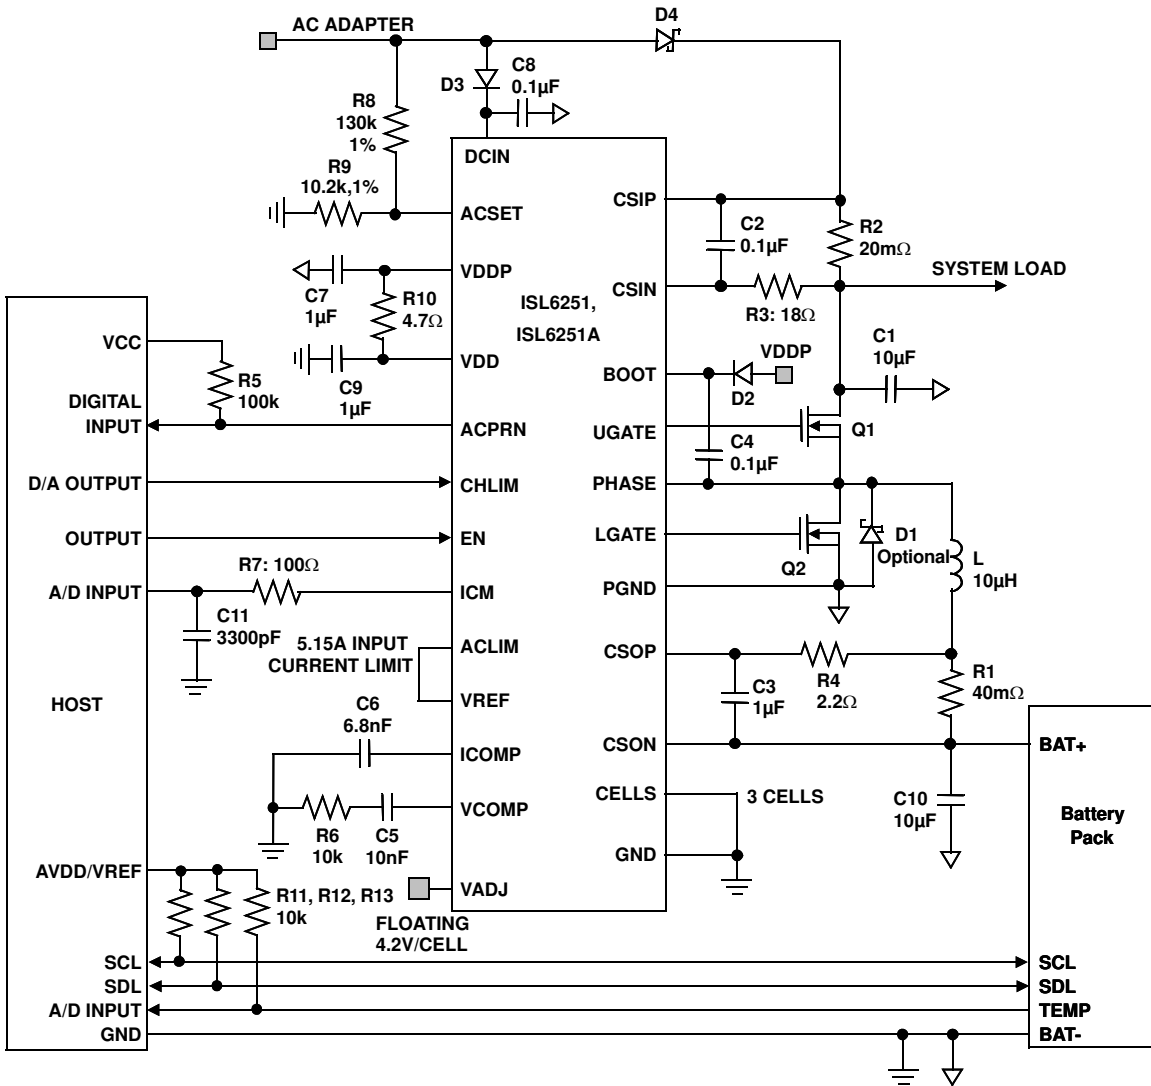 AC ADAPTER
D4
D3
C8
0.1µF
R8
130k
1%
R9
10.2k,1%
DCIN
ACSET
CSIP
C2
0.1µF
R2
20mΩ
VDDP
C7
1µF
R10
4.7Ω
CSIN
R3: 18Ω
SYSTEM LOAD
ISL6251,
ISL6251A
VDD
C9
1µF
BOOT
D2
VDDP
C1
10µF
VCC
R5
100k
DIGITAL
INPUT
ACPRN
UGATE
Q1
C4
0.1µF
D/A OUTPUT
CHLIM
PHASE
OUTPUT
EN
LGATE
Q2
D1
Optional
L
10µH
R7: 100Ω
A/D INPUT
ICM
PGND
C11
3300pF
5.15A INPUT
CURRENT LIMIT
ACLIM
VREF
CSOP
R4
2.2Ω
C3
1µF
R1
40mΩ
HOST
C6
6.8nF
ICOMP
CSON
BAT+
VCOMP
R6
10k
C5
10nF
CELLS
3 CELLS
C10
10µF
Battery
Pack
GND
AVDD/VREF
R11, R12, R13
10k
VADJ
FLOATING
4.2V/CELL
SCL
SCL
SDL
SDL
A/D INPUT
TEMP
GND
BAT-